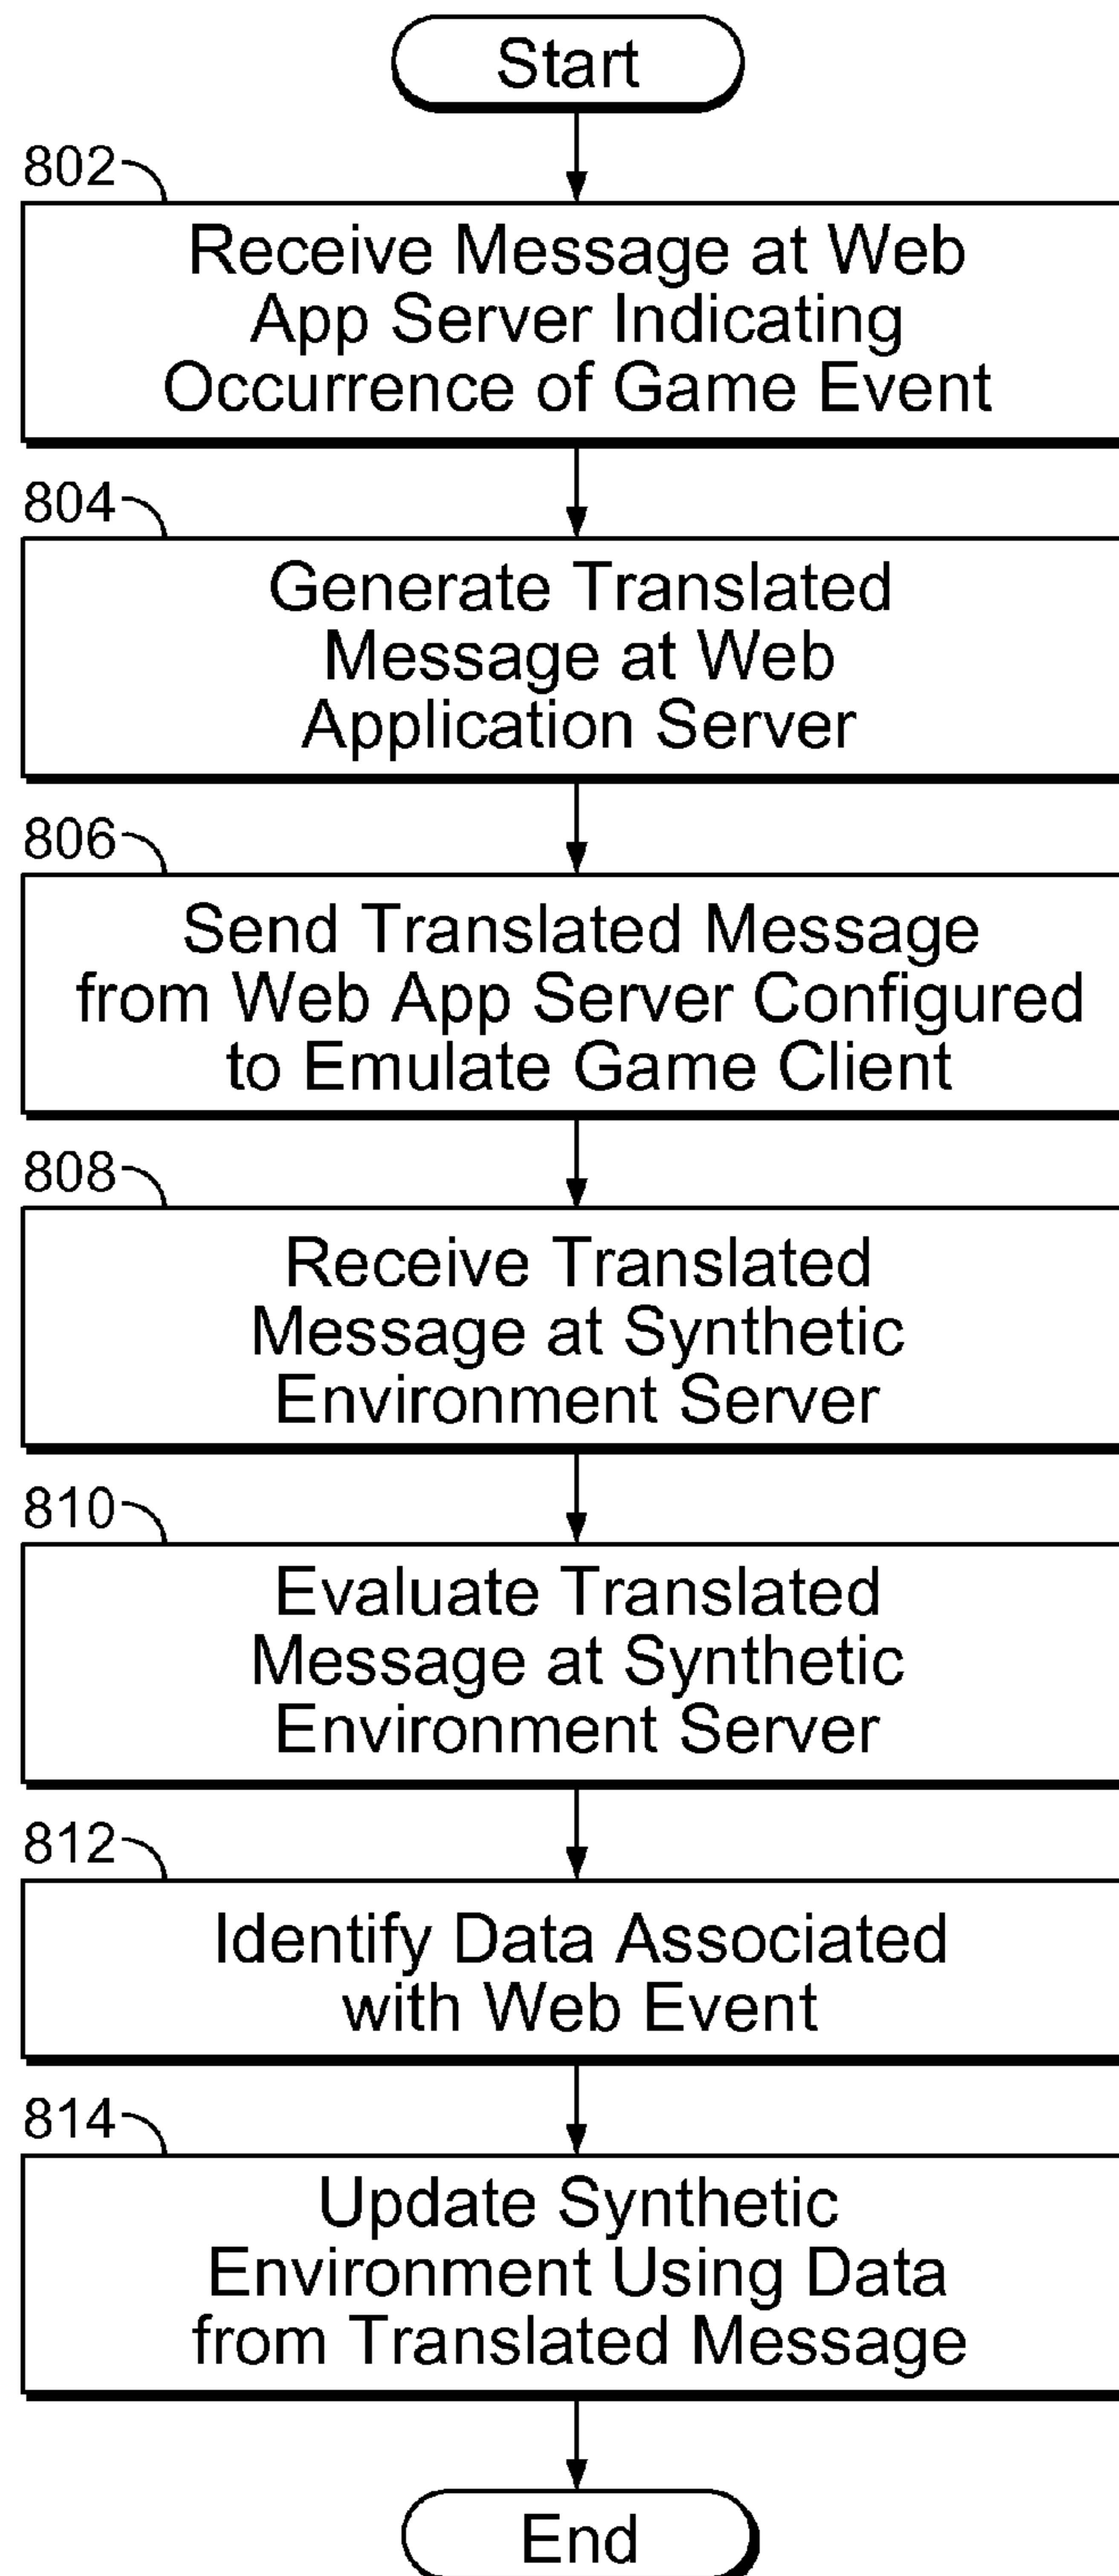 Start
802
Receive Message at Web
App Server Indicating
Occurrence of Game Event
804
Generate Translated
Message at Web
Application Server
806
Send Translated Message
from Web App Server Configured
to Emulate Game Client
808
Receive Translated
Message at Synthetic
Environment Server
810
Evaluate Translated
Message at Synthetic
Environment Server
812
Identify Data Associated
with Web Event
814
Update Synthetic
Environment Using Data
from Translated Message
End